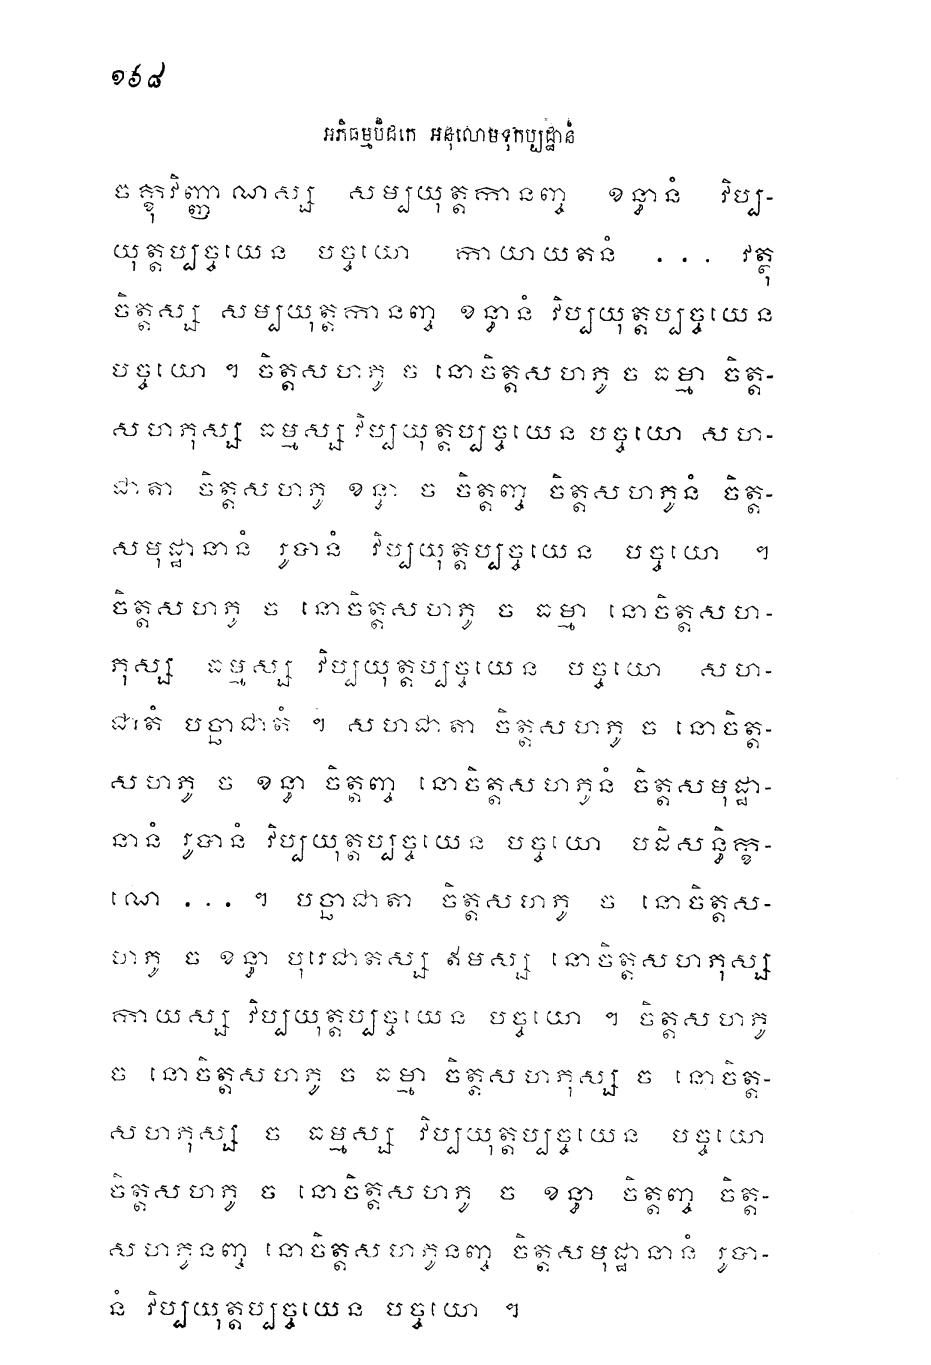 ១៦៨
អភិធម្មបិដកេ អនុលោមទុកប្បដ្ឋានំ
ចក្ខុវិញ្ញាណស្ស សម្បយុត្តកានញ្ច ខន្ធានំ វិប្ប-
យុត្តប្បច្ចយេន បច្ចយោ កាយាយតនំ ... វត្ថុ
ចិត្តស្ស សម្បយុត្តកានញ្ច ខន្ធានំ វិប្បយុត្តប្បច្ចយេន
បច្ចយោ ។ ចិត្តសហភូ ច នោចិត្តសហភូ ច ធម្មា ចិត្ត-
សហភុស្ស ធម្មស្ស វិប្បយុត្តប្បច្ចយេន បច្ចយោ សហ-
ជាតា ចិត្តសហភូ ខន្ធា ច ចិត្តញ្ច ចិត្តសហភូនំ ចិត្ត-
សមុដ្ឋានានំ រូបានំ វិប្បយុត្តប្បច្ចយេន បច្ចយោ ។
ចិត្តសហភូ ច នោចិត្តសហភូ ច ធម្មា នោចិត្តសហ-
ភុស្ស ធម្មស្ស វិប្បយុត្តប្បច្ចយេន បច្ចយោ សហ-
ជាតំ បច្ឆាជាតំ ។ សហជាតា ចិត្តសហភូ ច នោចិត្ត-
សហភូ ច ខន្ធា ចិត្តញ្ច នោចិត្តសហភូនំ ចិត្តសមុដ្ឋា-
នានំ រូបានំ វិប្បយុត្តប្បច្ចយេន បច្ចយោ បដិសន្ធិក្ខ-
ណេ ... ។ បច្ឆាជាតា ចិត្តសហភូ ច នោចិត្តស-
ហភូ ច ខន្ធា បុរេជាតស្ស ឥមស្ស នោចិត្តសហភុស្ស
កាយស្ស វិប្បយុត្តប្បច្ចយេន បច្ចយោ ។ ចិត្តសហភូ
ច នោចិត្តសហភូ ច ធម្មា ចិត្តសហភុស្ស ច នោចិត្ត-
សហភុស្ស ច ធម្មស្ស វិប្បយុត្តប្បច្ចយេន បច្ចយោ
ចិត្តសហភូ ច នោចិត្តសហភូ ច ខន្ធា ចិត្តញ្ច ចិត្ត-
សហភូនញ្ច នោចិត្តសហភូនញ្ច ចិត្តសមុដ្ឋានានំ រូបា-
នំ វិប្បយុត្តប្បច្ចយេន បច្ចយោ ។